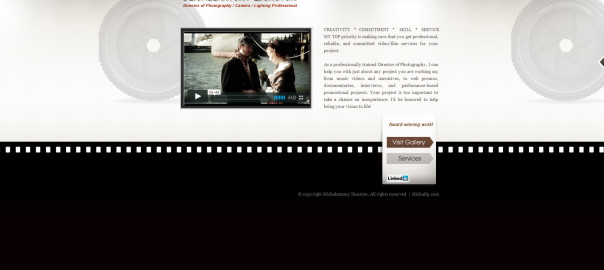 Director of Photography / Camera / Lighting Professional
CREATIVITY * COMMITMENT * SKILL * SERVICE
MY TOP priority is making sure that you get professional,
reliable, and committed video/film services for your
project.
As a professionally trained Director of Photography, I can
help you with just about any project you are working on;
from music videos and narratives, to web promos,
documentaries, interviews, and performance-based
promotional projects. Your project is too important to
take a chance on inexperience. I'd be honored to help
bring your vision to life!
HD
Award-winning work!
Visit Gallery
Services
Linked in
© copyright All rights reserved |